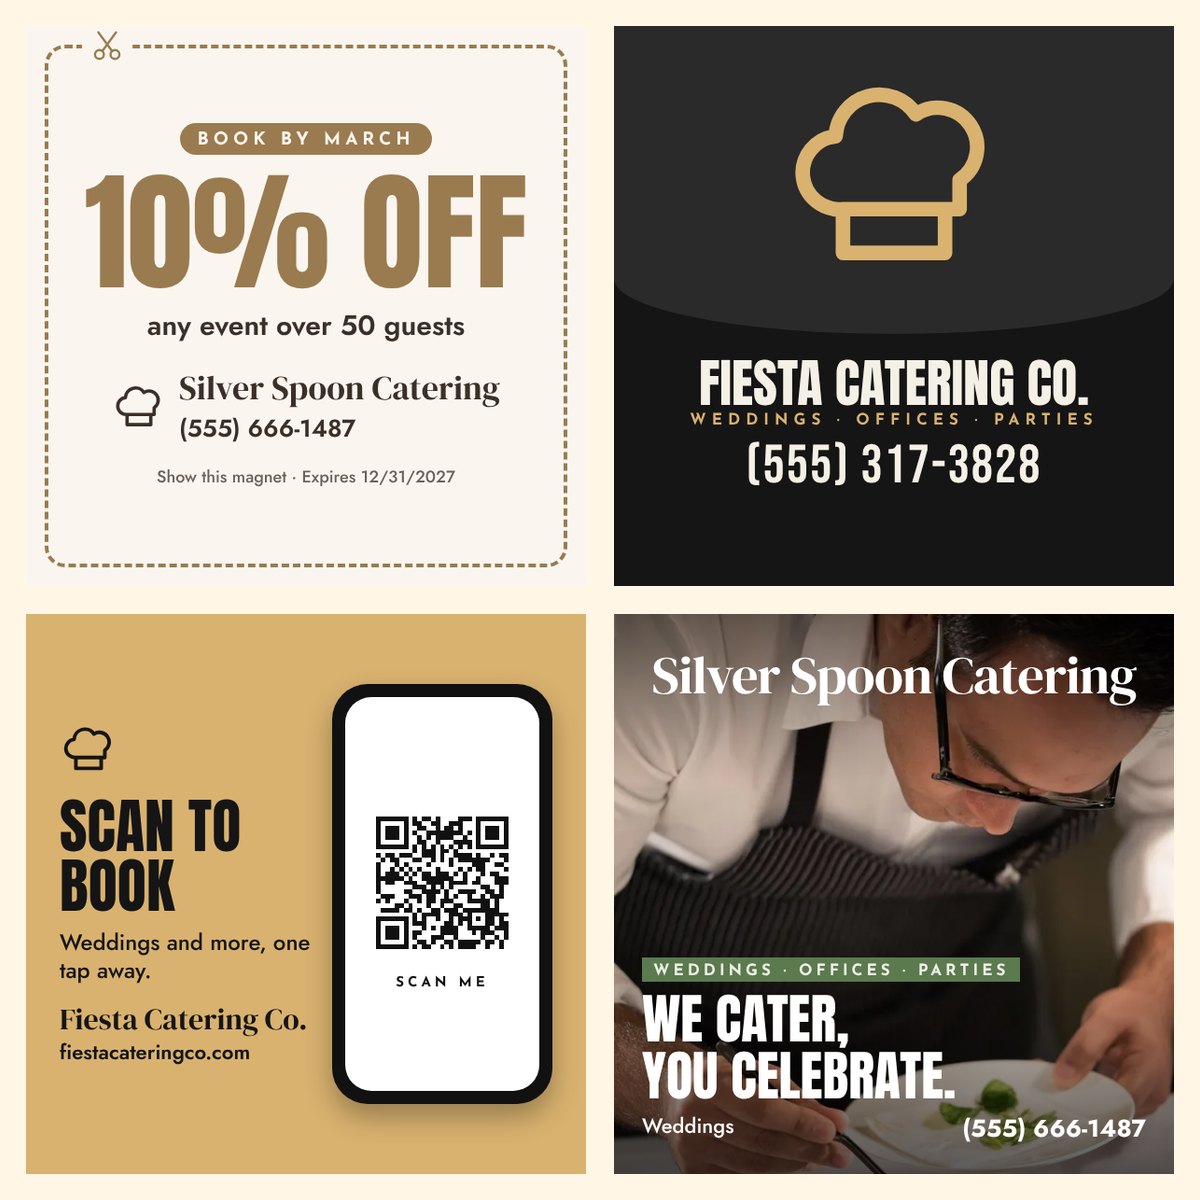 BOOK BY MARCH
10% OFF
any event over 50 guests
Silver Spoon Catering
(555) 666-1487
Show this magnet · Expires 12/31/2027
FIESTA CATERING CO.
WEDDINGS · OFFICES · PARTIES
(555) 317-3828
SCAN TO
BOOK
Weddings and more, one
tap away.
Fiesta Catering Co.
fiestacateringco.com
SCAN ME
Silver Spoon Catering
WEDDINGS · OFFICES · PARTIES
WE CATER,
YOU CELEBRATE.
Weddings
(555) 666-1487